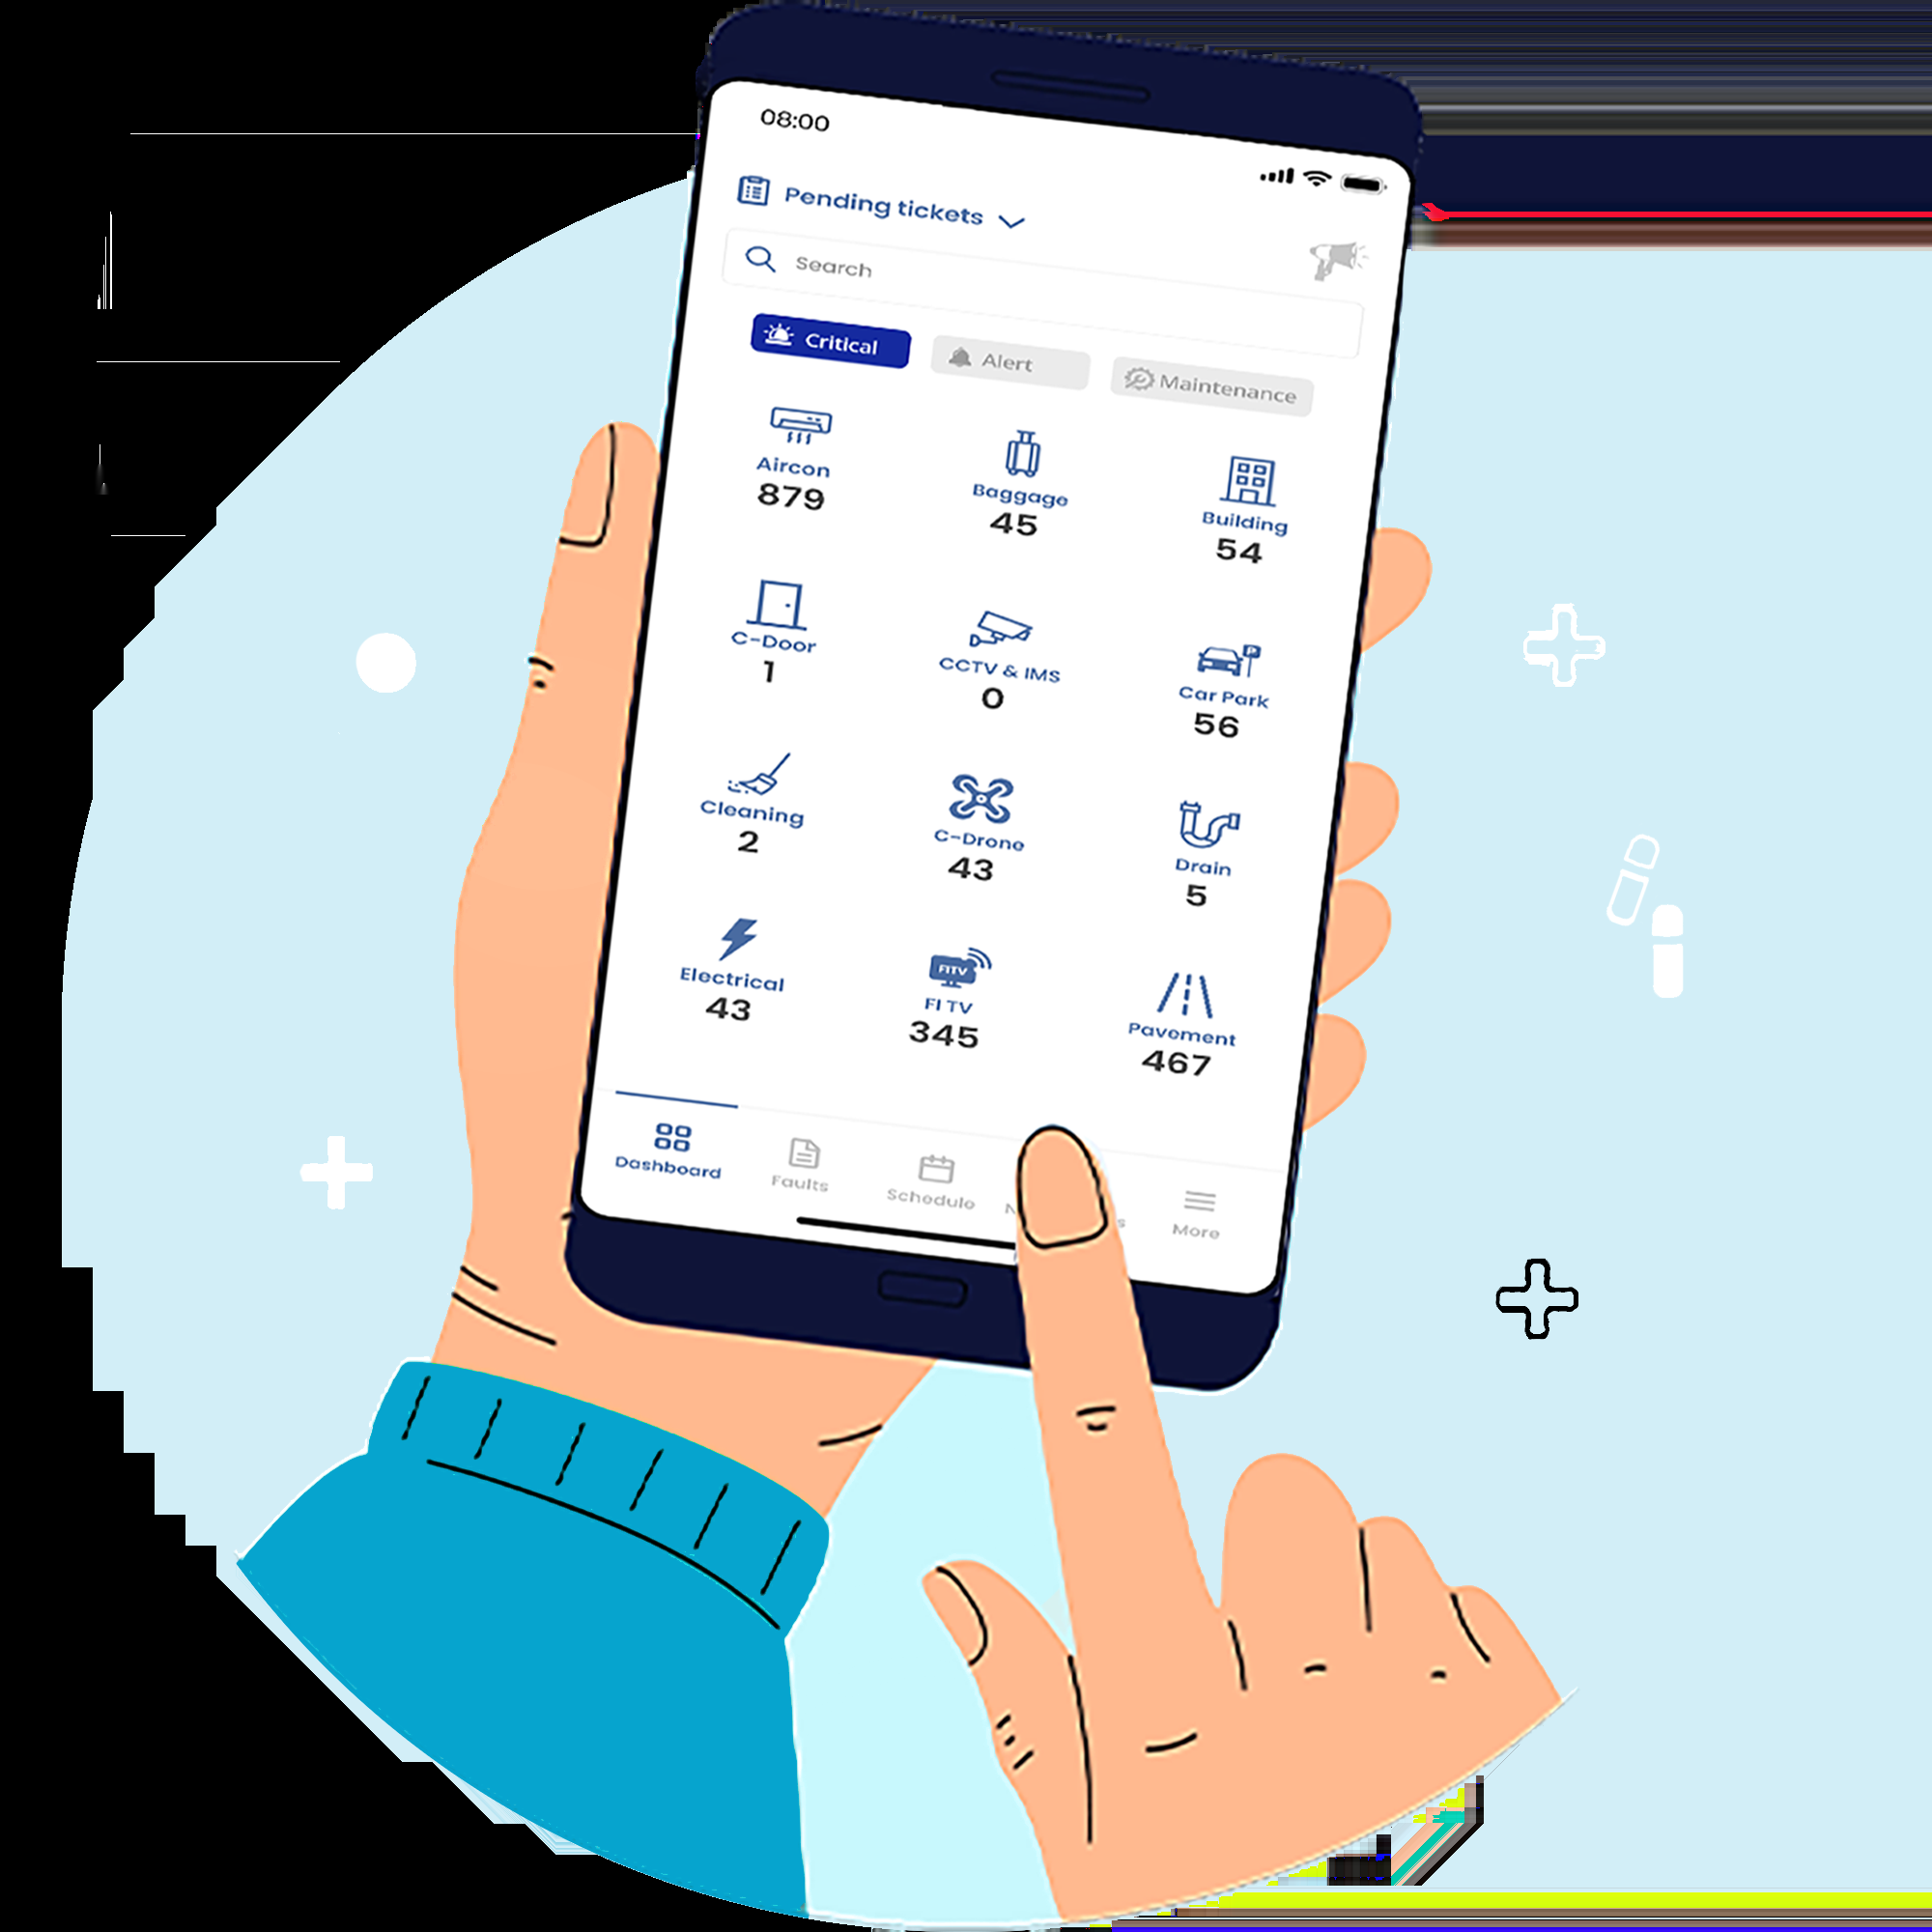 08:00
Pending tickets
Search
Critical
Alert
Maintenance
Aircon
879
Baggage
45
Building
54
C-Door
1
CCTV & IMS
0
Car Park
56
P
Cleaning
2
C-Drone
43
Drain
5
Electrical
43
FITV
FI TV
345
Pavement
467
Dashboard
Faults
Schedule
More